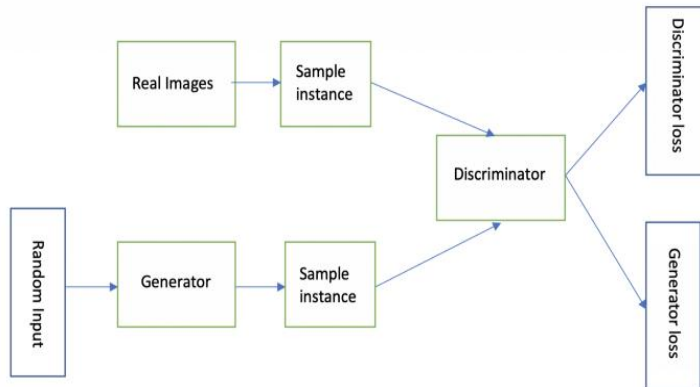 Real Images
Sample
instance
Discriminator
Discriminator loss
Random Input
Generator
Sample
instance
Generator loss